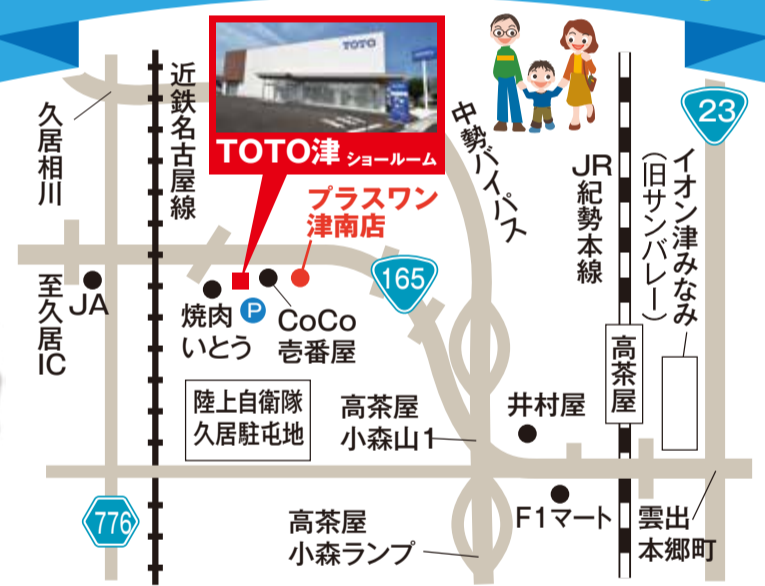 TOTO
TOTO津 ショールーム
23
久居相川
近鉄名古屋線
中勢バイパス
JR紀勢本線
イオン津みなみ
(旧サンバレー)
プラスワン
津南店
165
至久居IC
JA
焼肉
いとう
P
CoCo
壱番屋
高茶屋
陸上自衛隊
久居駐屯地
高茶屋
小森山1
井村屋
776
高茶屋
小森ランプ
F1マート
雲出
本郷町